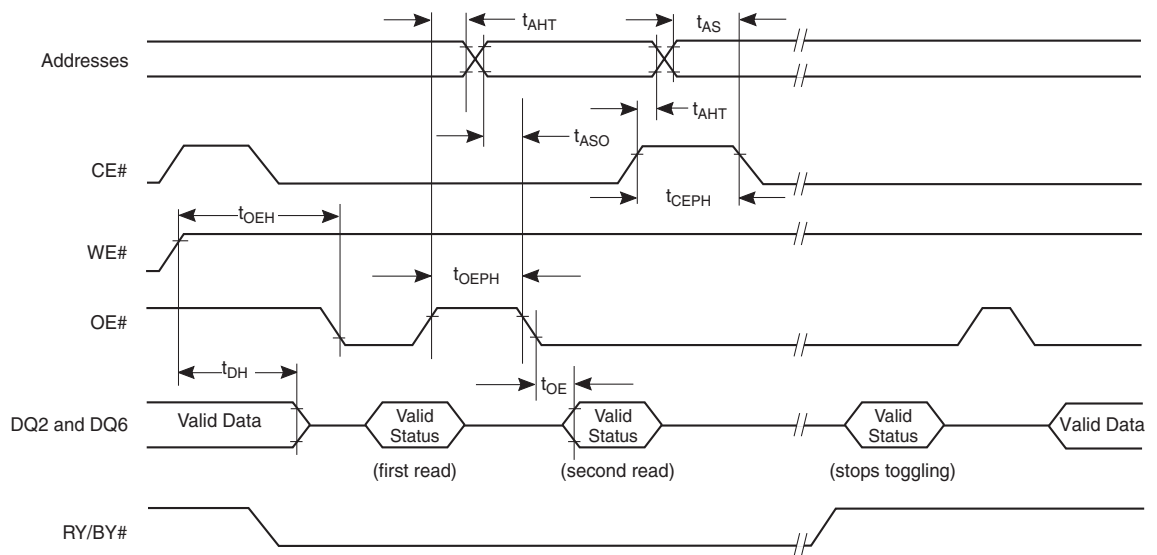 tAHT
tAS
Addresses
tAHT
tASO
CE#
tCEPH
tOEH
WE#
tOEPH
OE#
tDH
tOE
DQ2 and DQ6
Valid Data
Valid
Status
Valid
Status
Valid
Status
Valid Data
(first read)
(second read)
(stops toggling)
RY/BY#